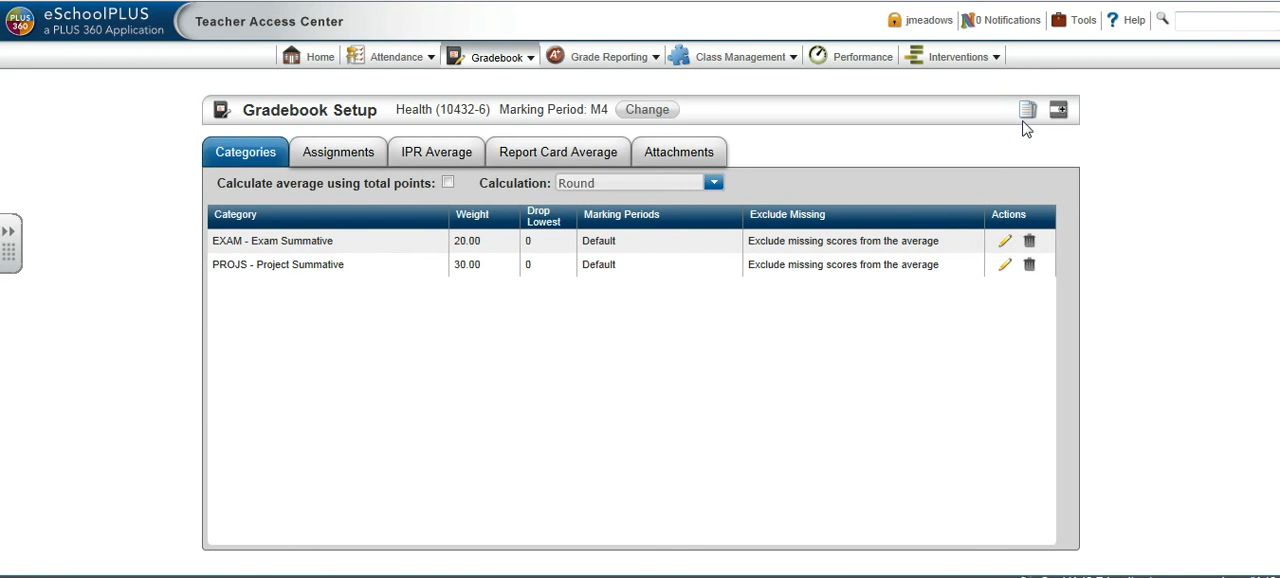 PLUS 360
eSchoolPLUS
a PLUS 360 Application
Teacher Access Center
jmeadows
0 Notifications
Tools
? Help
Home
Attendance
Gradebook
Grade Reporting
Class Management
Performance
Interventions
Gradebook Setup
Health (10432-6) Marking Period: M4
Change
Categories
Assignments
IPR Average
Report Card Average
Attachments
Calculate average using total points:
Calculation: Round
Category Weight Drop Lowest Marking Periods Exclude Missing Actions
EXAM - Exam Summative 20.00 0 Default Exclude missing scores from the average
PROJS - Project Summative 30.00 0 Default Exclude missing scores from the average